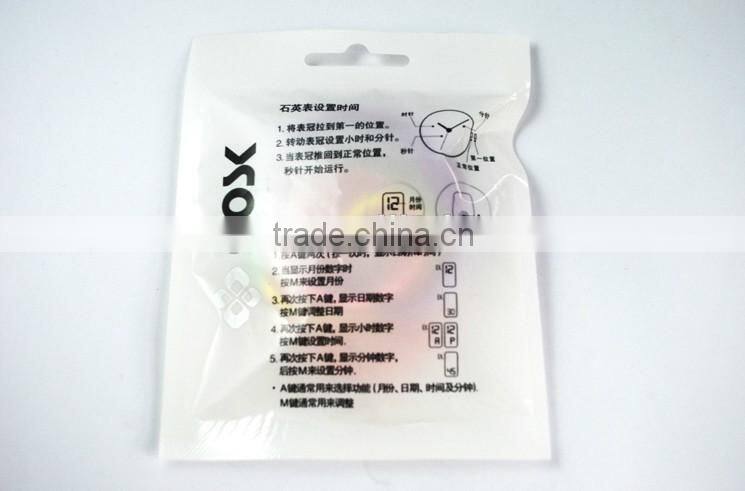 石英表设置时间
1. 将表冠拉到第一的位置。
2. 转动表冠设置小时和分针。
3. 当表冠推回到正常位置,
秒针开始运行。
时针
分针
秒针
第一位置
正常位置
12
月份
时间
trade.china.cn
2. 当显示月份数字时
按M来设置月份
12
3. 再次按下A键, 显示日期数字
按M键调整日期
30
4. 再次按下A键, 显示小时数字
按M键设置时间.
12 A
12 P
5. 再次按下A键, 显示分钟数字,
后按M来设置分钟.
45
• A键通常用来选择功能 (月份、日期、时间及分钟).
M键通常用来调整